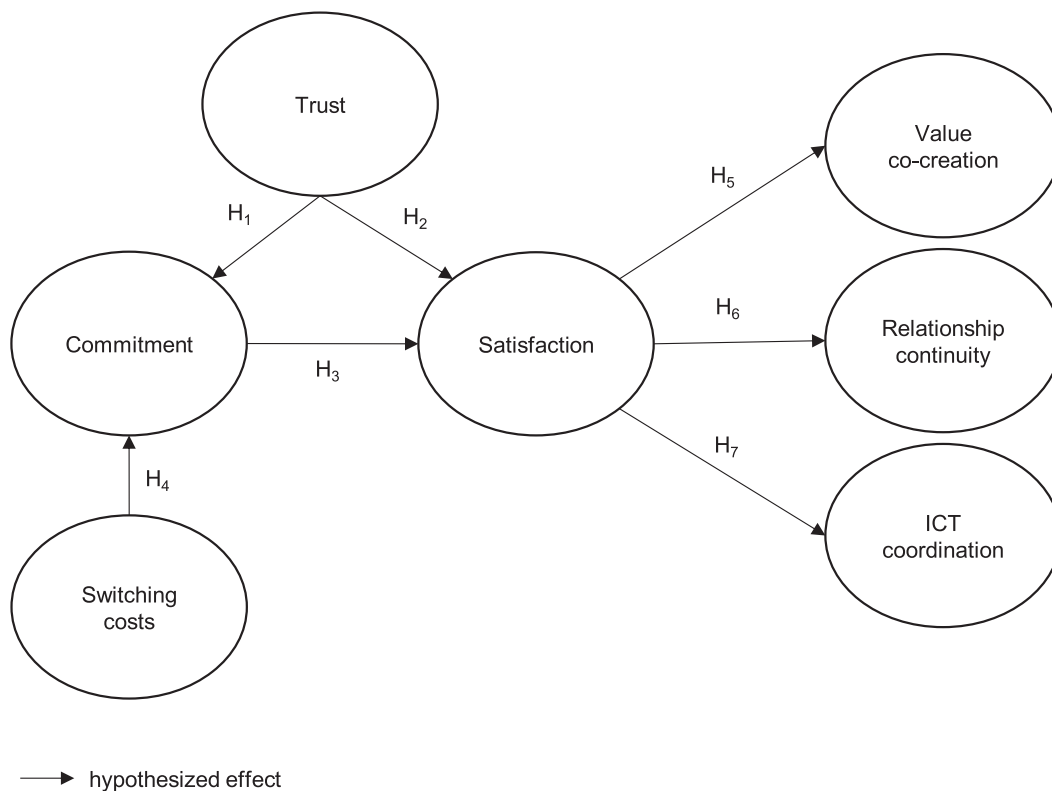 Trust
Value
co-creation
H₅
H₁
H₂
Commitment
H₃
Satisfaction
H₆
Relationship
continuity
H₄
H₇
ICT
coordination
Switching
costs
hypothesized effect